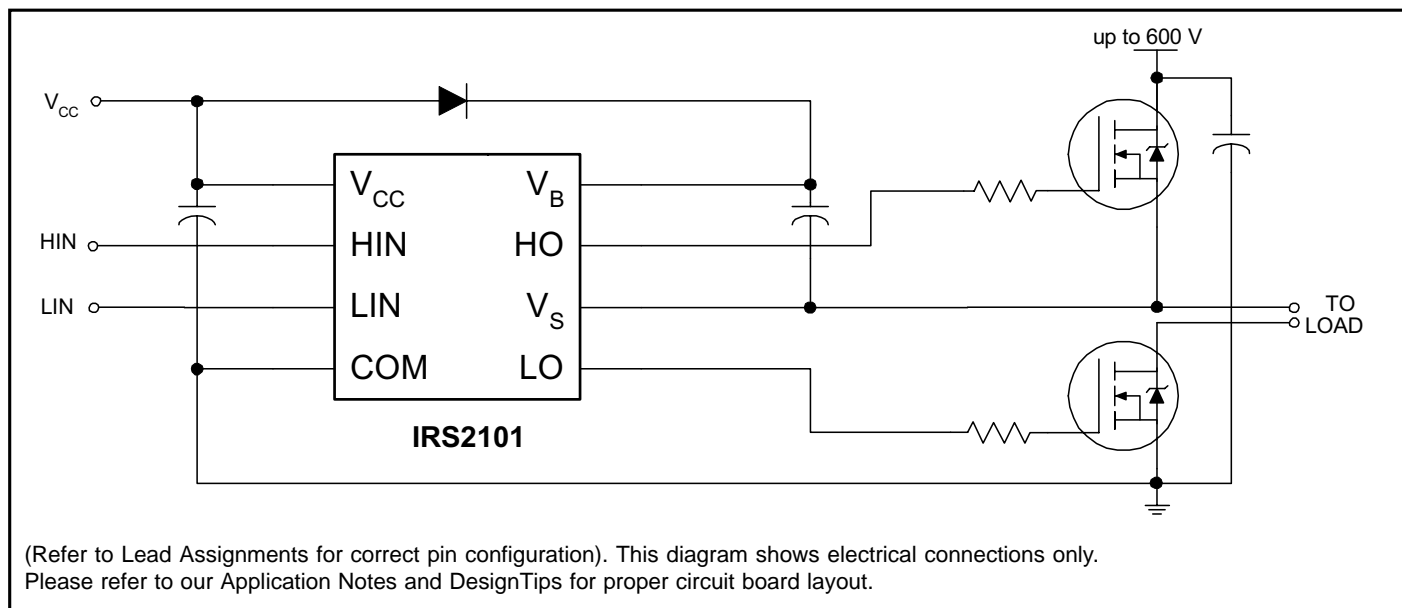 up to 600 V
VCC
VCC
VB
HIN
HIN
HO
LIN
LIN
VS
TO
LOAD
COM
LO
IRS2101
(Refer to Lead Assignments for correct pin configuration). This diagram shows electrical connections only.
Please refer to our Application Notes and DesignTips for proper circuit board layout.